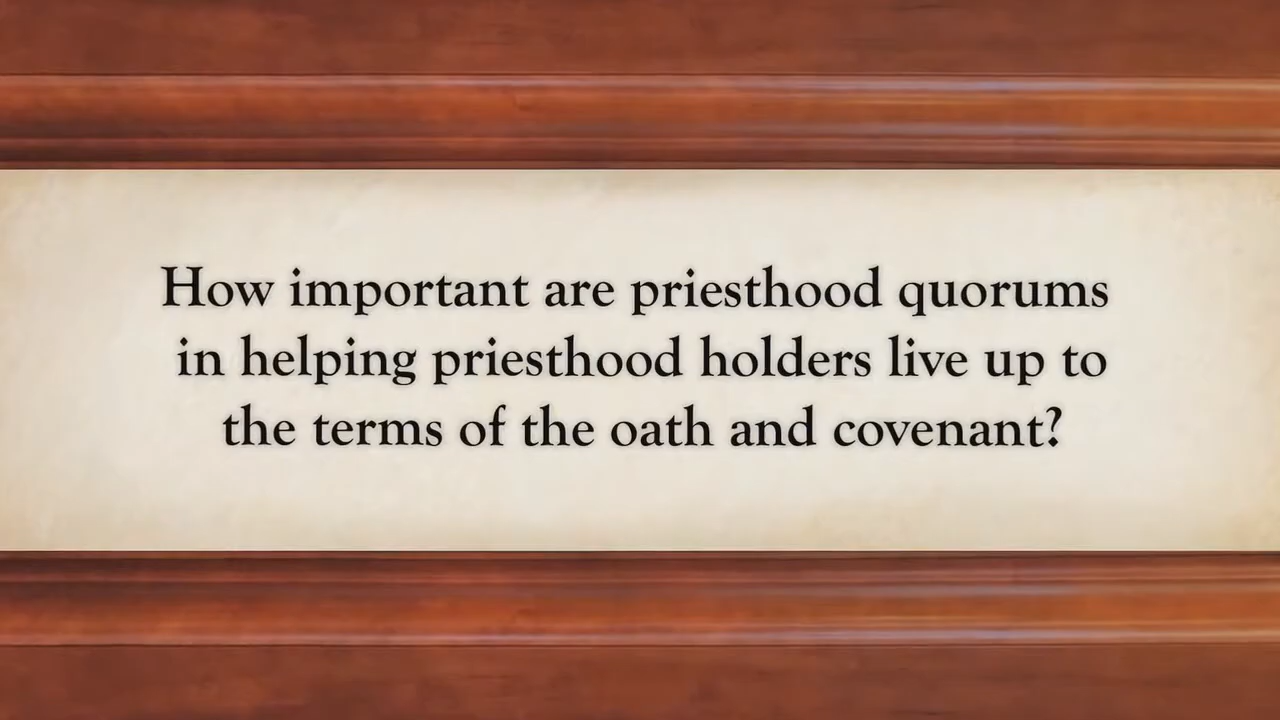 How important are priesthood quorums
in helping priesthood holders live up to
the terms of the oath and covenant?